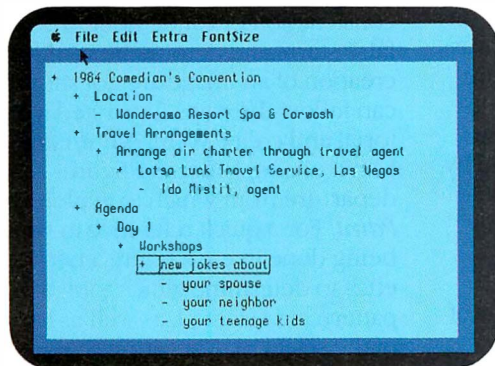 File Edit Extra FontSize
+ 1984 Comedian's Convention
+ Location
- Wonderama Resort Spa & Carwash
+ Travel Arrangements
+ Arrange air charter through travel agent
+ Lotsa Luck Travel Service, Las Vegas
- Ido Mistit, agent
+ Agenda
+ Day 1
+ Workshops
+ new jokes about
- your spouse
- your neighbor
- your teenage kids